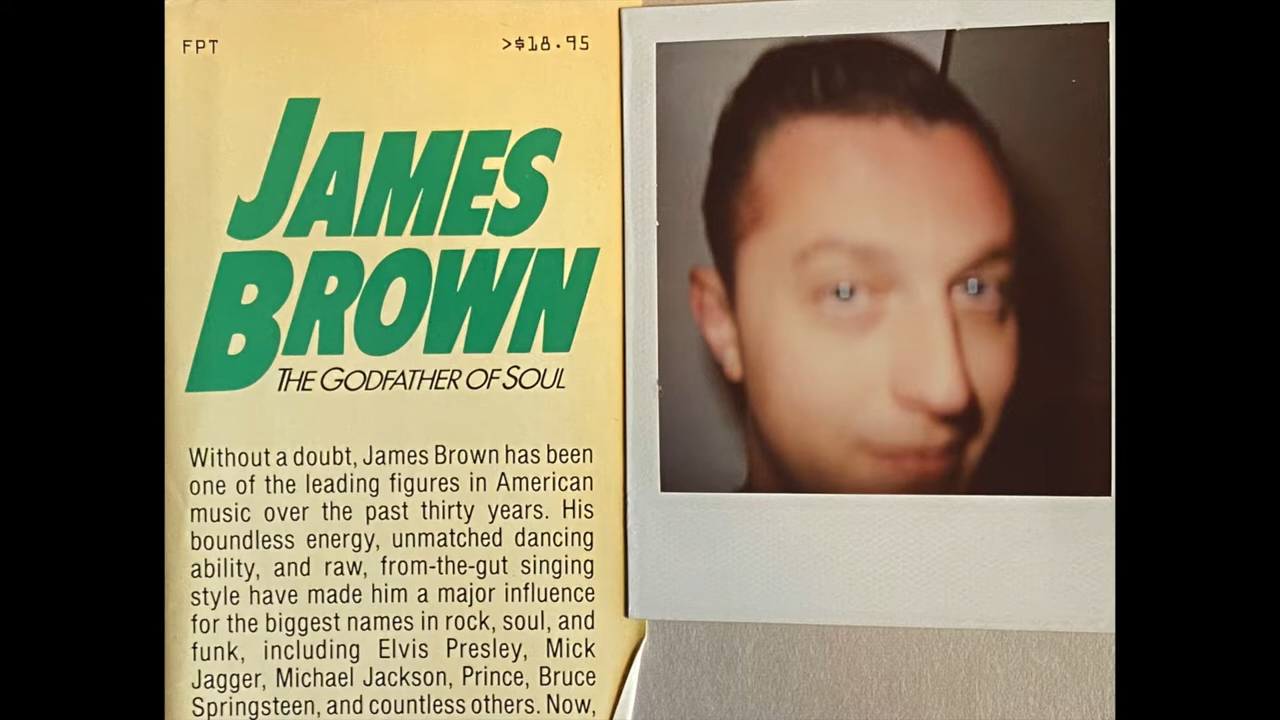 FPT >$18.95
JAMES
BROWN
THE GODFATHER OF SOUL
Without a doubt, James Brown has been
one of the leading figures in American
music over the past thirty years. His
boundless energy, unmatched dancing
ability, and raw, from-the-gut singing
style have made him a major influence
for the biggest names in rock, soul, and
funk, including Elvis Presley, Mick
Jagger, Michael Jackson, Prince, Bruce
Springsteen, and countless others. Now,